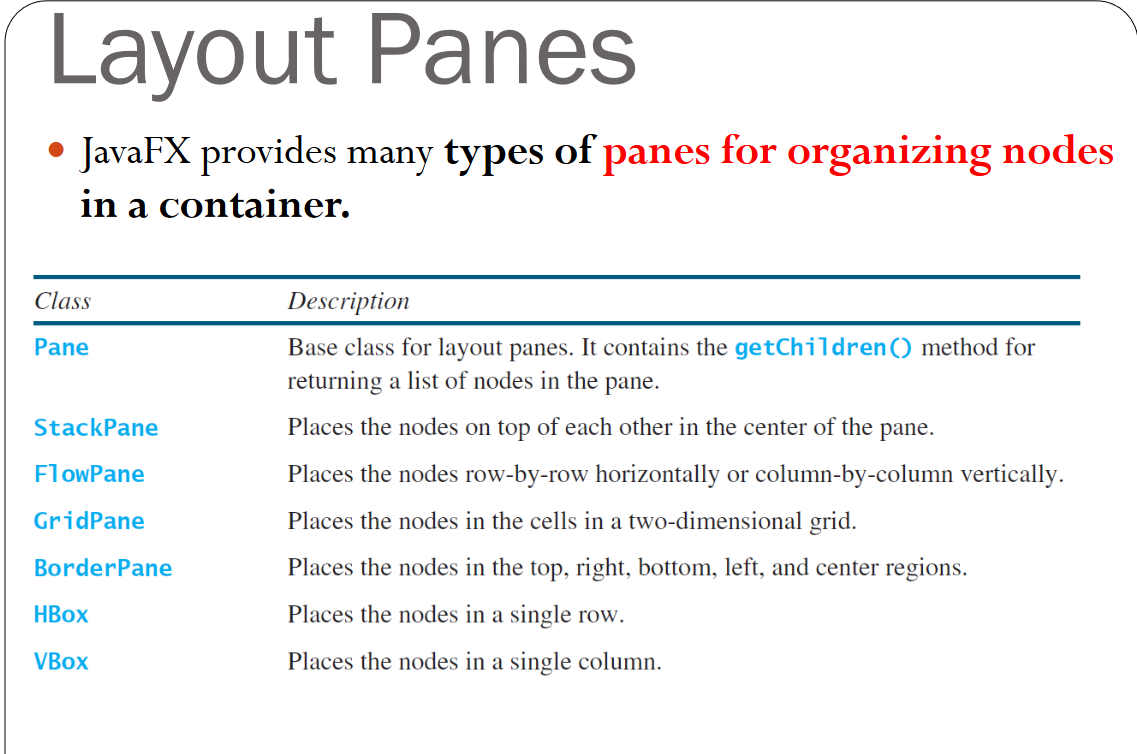 Layout Panes
• JavaFX provides many types of panes for organizing nodes
in a container.
Class Description
Pane Base class for layout panes. It contains the getChildren() method for
returning a list of nodes in the pane.
StackPane Places the nodes on top of each other in the center of the pane.
FlowPane Places the nodes row-by-row horizontally or column-by-column vertically.
GridPane Places the nodes in the cells in a two-dimensional grid.
BorderPane Places the nodes in the top, right, bottom, left, and center regions.
HBox Places the nodes in a single row.
VBox Places the nodes in a single column.